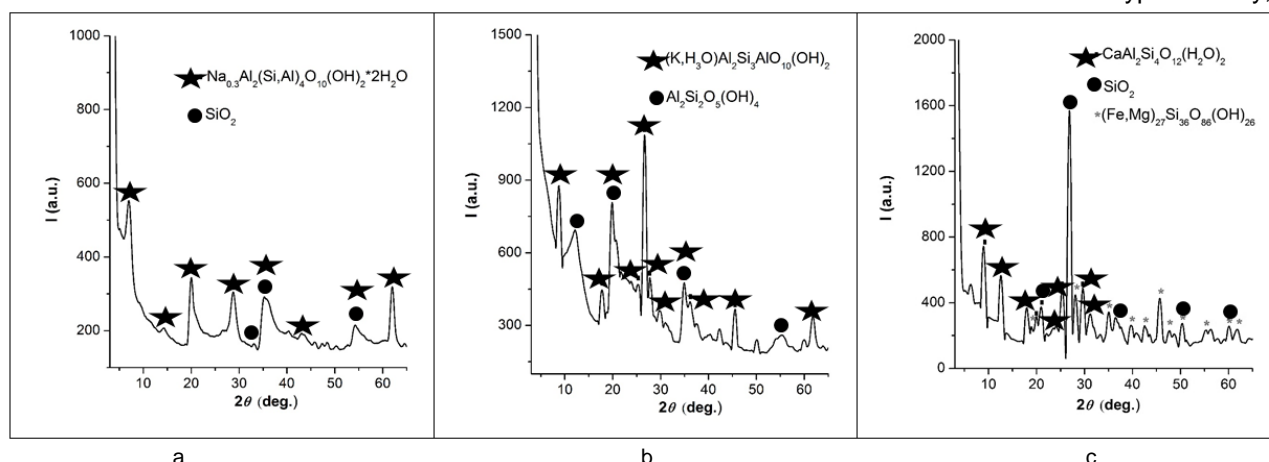 1000
800
600
400
200
I (a.u.)
10 20 30 40 50 60
2θ (deg.)
Na0.3Al2(Si,Al)4O10(OH)2*2H2O
SiO2
1500
1200
900
600
300
I (a.u.)
10 20 30 40 50 60
2θ (deg.)
(K,H3O)Al2Si3AlO10(OH)2
Al2Si2O5(OH)4
2000
1600
1200
800
400
0
I (a.u.)
10 20 30 40 50 60
2θ (deg.)
CaAl2Si4O12(H2O)2
SiO2
*(Fe,Mg)27Si36O86(OH)26
a b c